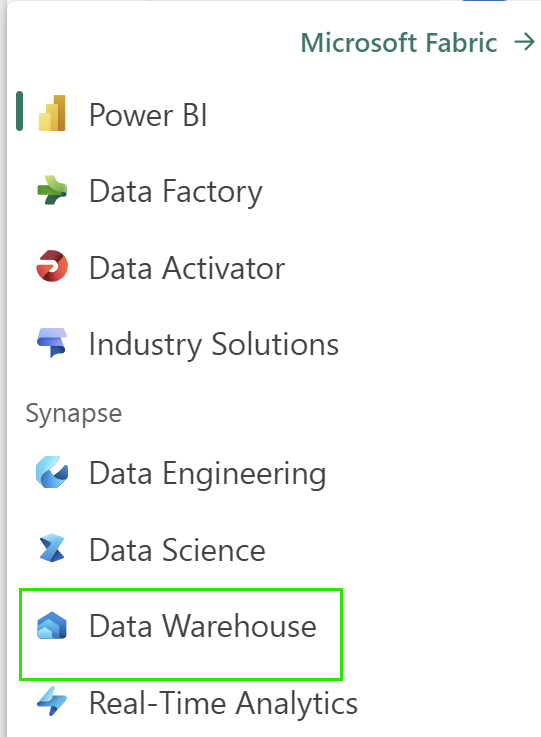 Microsoft Fabric →
Power BI
Data Factory
Data Activator
Industry Solutions
Synapse
Data Engineering
Data Science
Data Warehouse
Real-Time Analytics